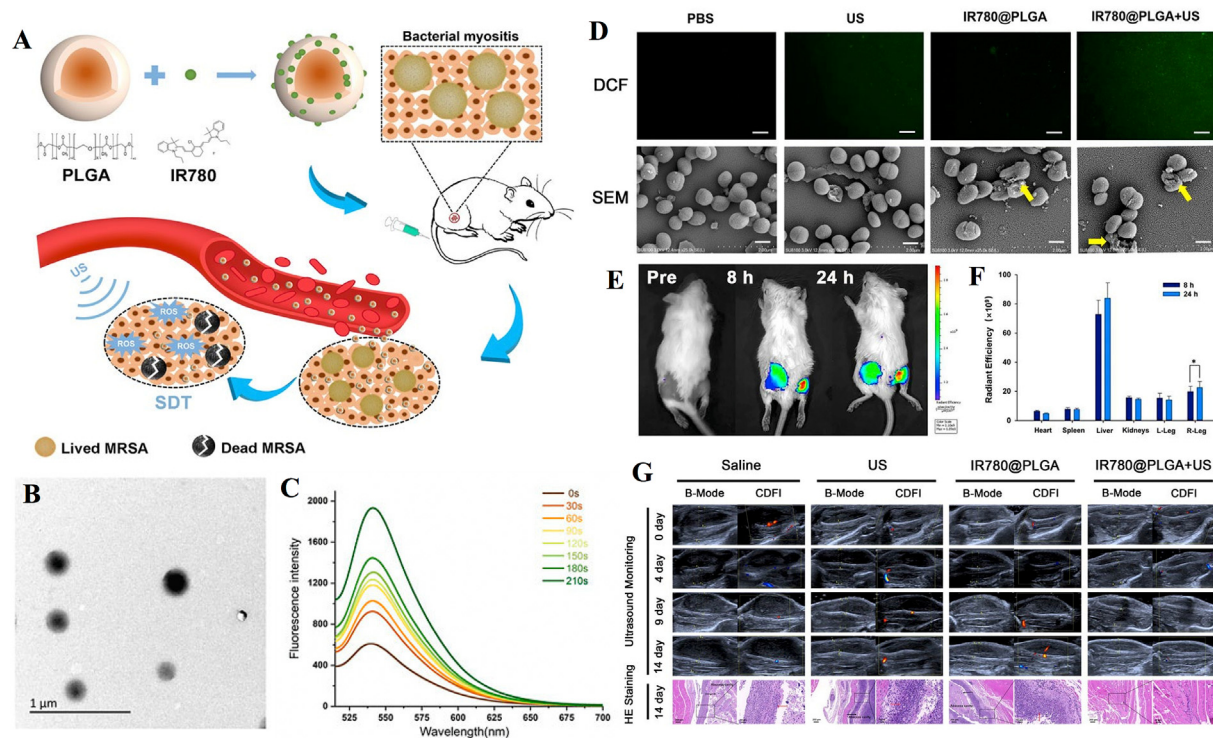 A
PLGA
IR780
Bacterial myositis
US
ROS
ROS
ROS
SDT
Lived MRSA
Dead MRSA
B
1 μm
C
Fluorescence intensity
2000
1600
1200
800
400
0
525
550
575
600
625
650
675
700
Wavelength(nm)
0s
30s
60s
90s
120s
150s
180s
210s
D
PBS
US
IR780@PLGA
IR780@PLGA+US
DCF
SEM
E
Pre
8 h
24 h
Radiant Efficiency
F
Radiant Efficiency (×10⁸)
100
80
60
40
20
0
8 h
24 h
*
Heart
Spleen
Liver
Kidneys
L-Leg
R-Leg
G
Saline
US
IR780@PLGA
IR780@PLGA+US
B-Mode
CDFI
B-Mode
CDFI
B-Mode
CDFI
B-Mode
CDFI
Ultrasound Monitoring
0 day
4 day
9 day
14 day
HE Staining
14 day